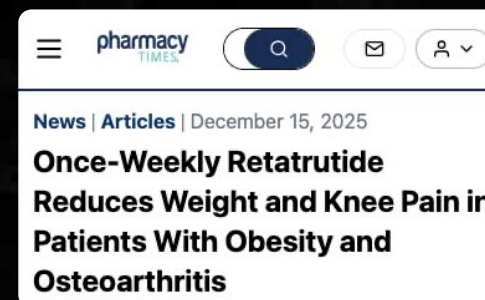 pharmacy
TIMES
News | Articles | December 15, 2025
Once-Weekly Retatrutide
Reduces Weight and Knee Pain in
Patients With Obesity and
Osteoarthritis